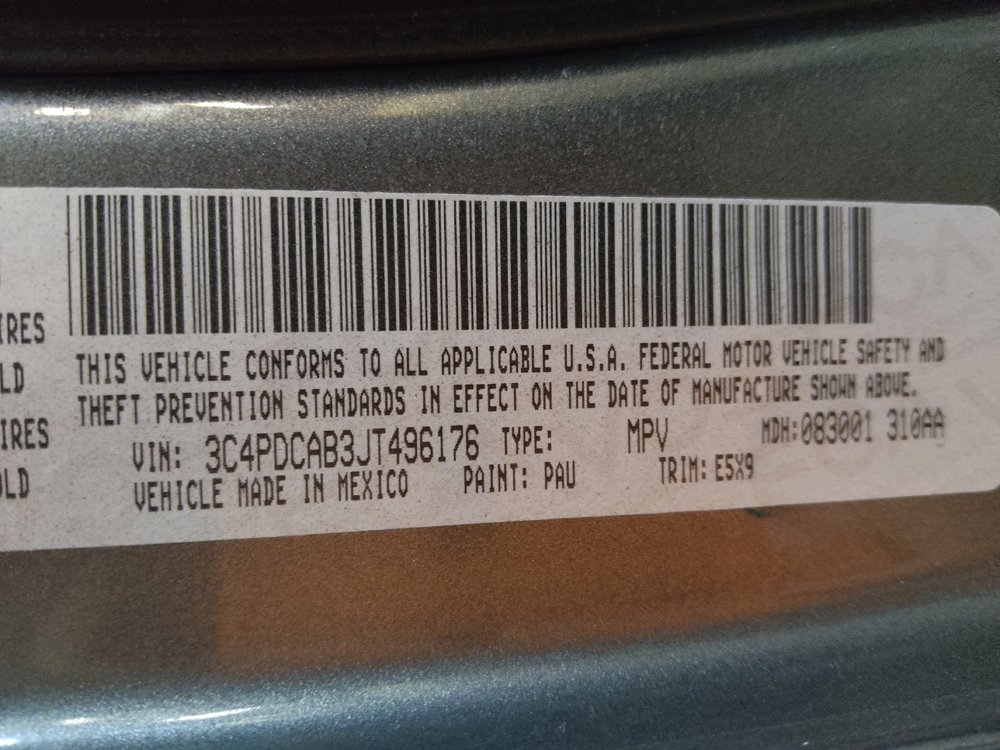 IRES
LD
IRES
OLD
THIS VEHICLE CONFORMS TO ALL APPLICABLE U.S.A. FEDERAL MOTOR VEHICLE SAFETY AND
THEFT PREVENTION STANDARDS IN EFFECT ON THE DATE OF MANUFACTURE SHOWN ABOVE.
VIN: 3C4PDCAB3JT496176 TYPE: MPV MDH:083001 310AA
VEHICLE MADE IN MEXICO PAINT: PAU TRIM: E5X9